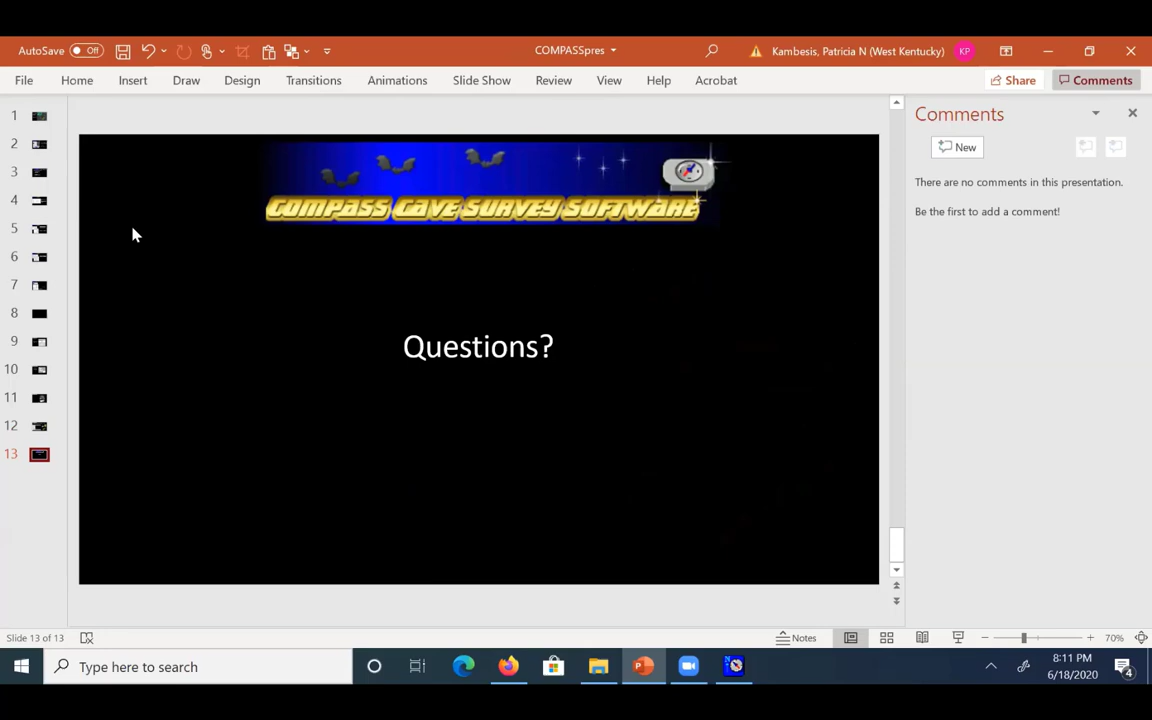 AutoSave Off COMPASSpres Kambesis, Patricia N (West Kentucky) KP
File Home Insert Draw Design Transitions Animations Slide Show Review View Help Acrobat Share Comments
Comments
New
There are no comments in this presentation.
Be the first to add a comment!
1
2
3
4
5
6
7
8
9
10
11
12
13
COMPASS CAVE SURVEY SOFTWARE
Questions?
Slide 13 of 13 Notes 70%
Type here to search
8:11 PM
6/18/2020
4